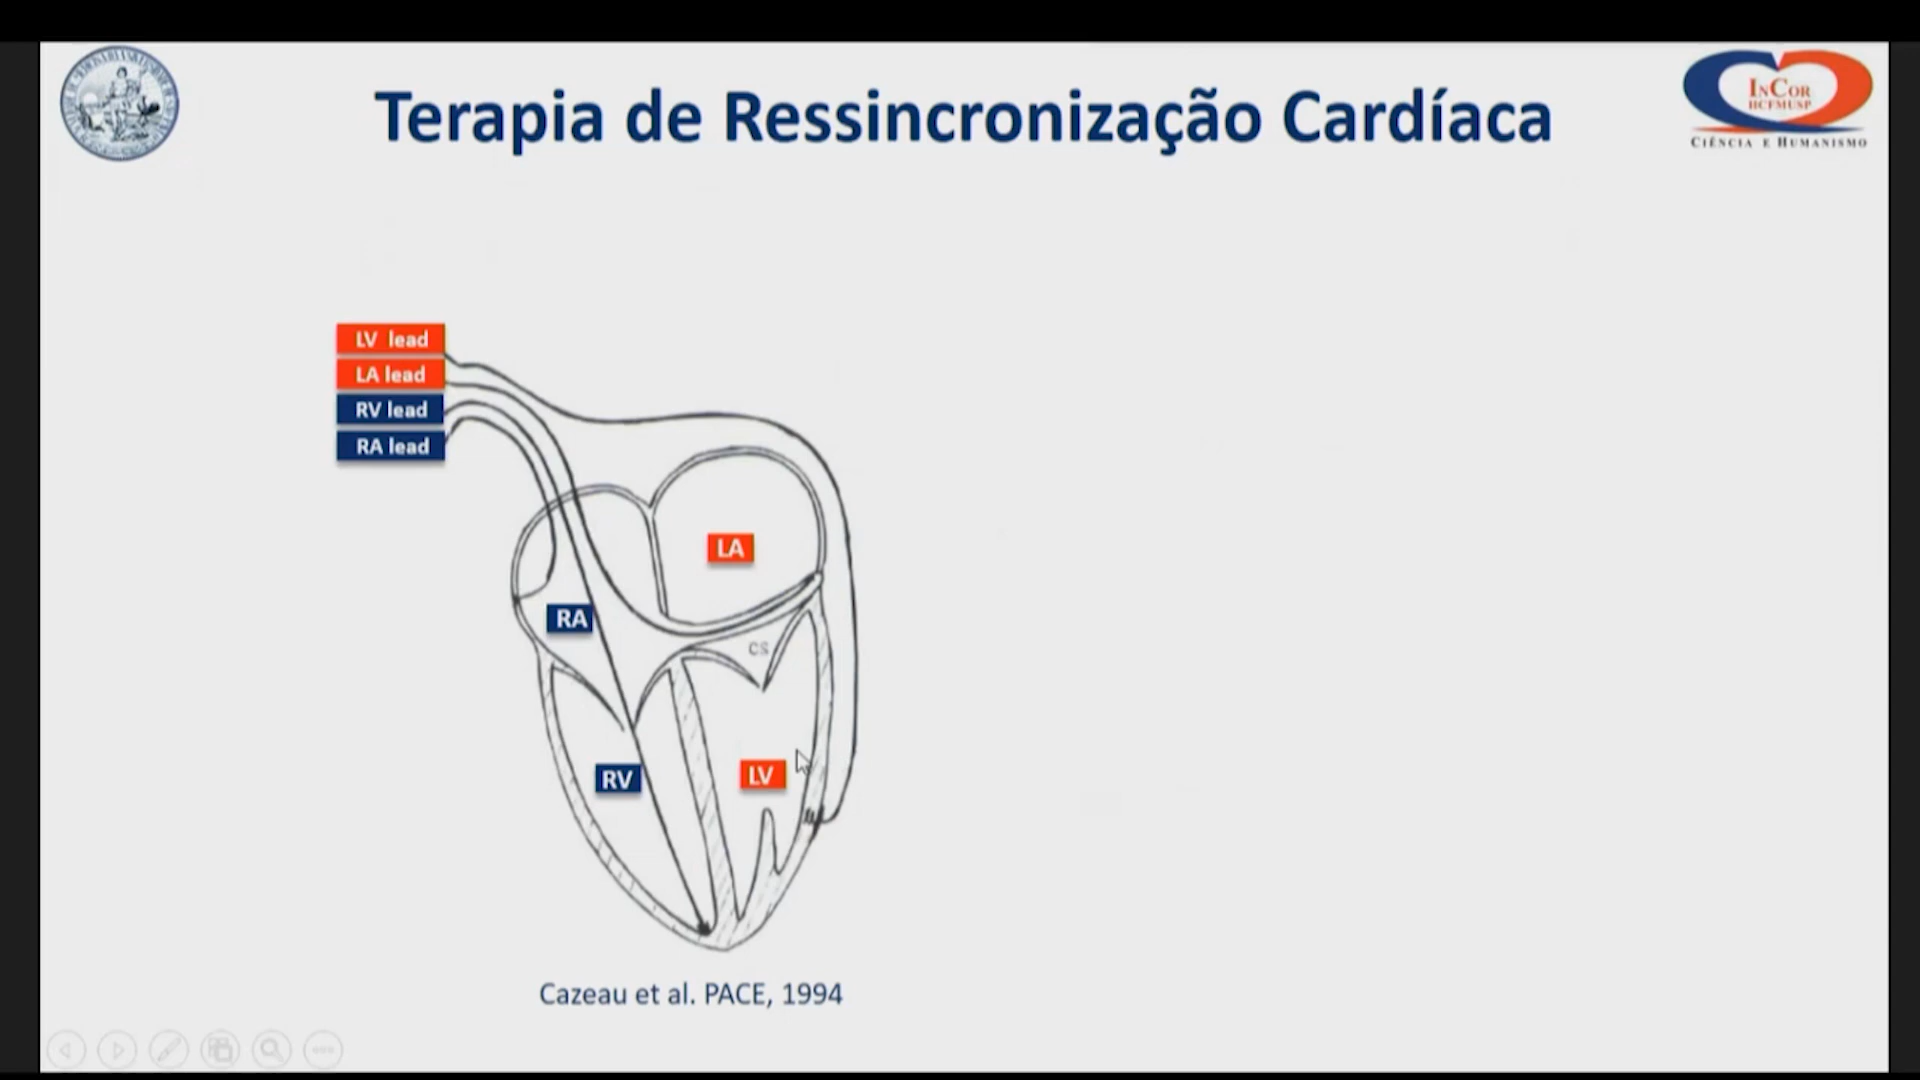 Terapia de Ressincronização Cardíaca
INCOR
HCFMUSP
CIÊNCIA E HUMANISMO
LV lead
LA lead
RV lead
RA lead
LA
RA
CS
RV
LV
Cazeau et al. PACE, 1994